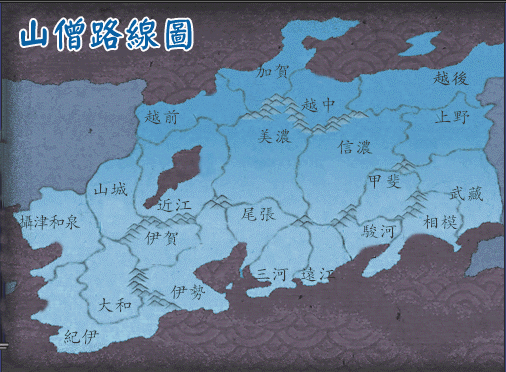 山僧路線圖
加賀
越後
越中
越前
上野
美濃
信濃
甲斐
山城
武藏
近江
尾張
攝津和泉
相模
駿河
伊賀
三河
遠江
伊勢
大和
紀伊